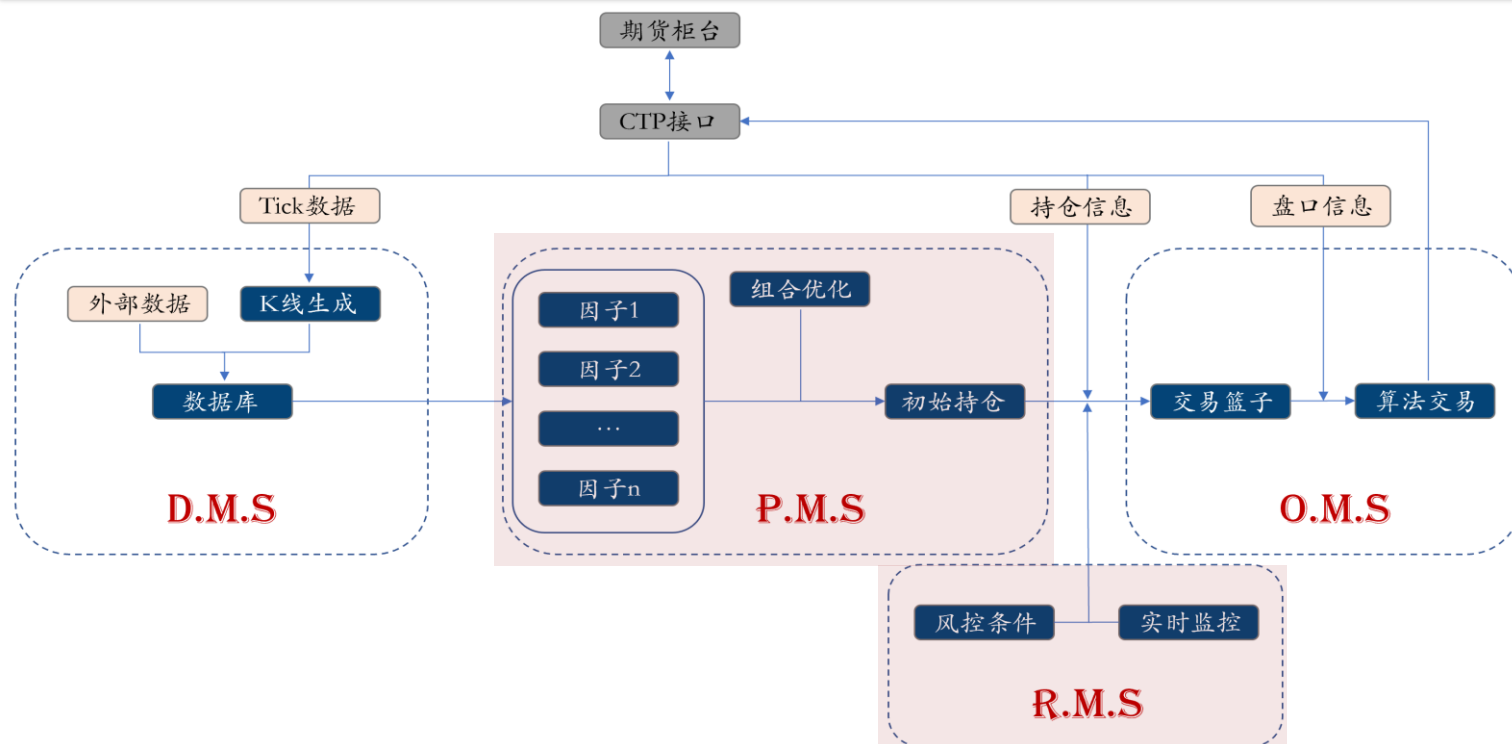 期货柜台
CTP接口
Tick数据
持仓信息
盘口信息
外部数据
K线生成
数据库
D.M.S
因子1
因子2
…
因子n
组合优化
初始持仓
P.M.S
交易篮子
算法交易
O.M.S
风控条件
实时监控
R.M.S